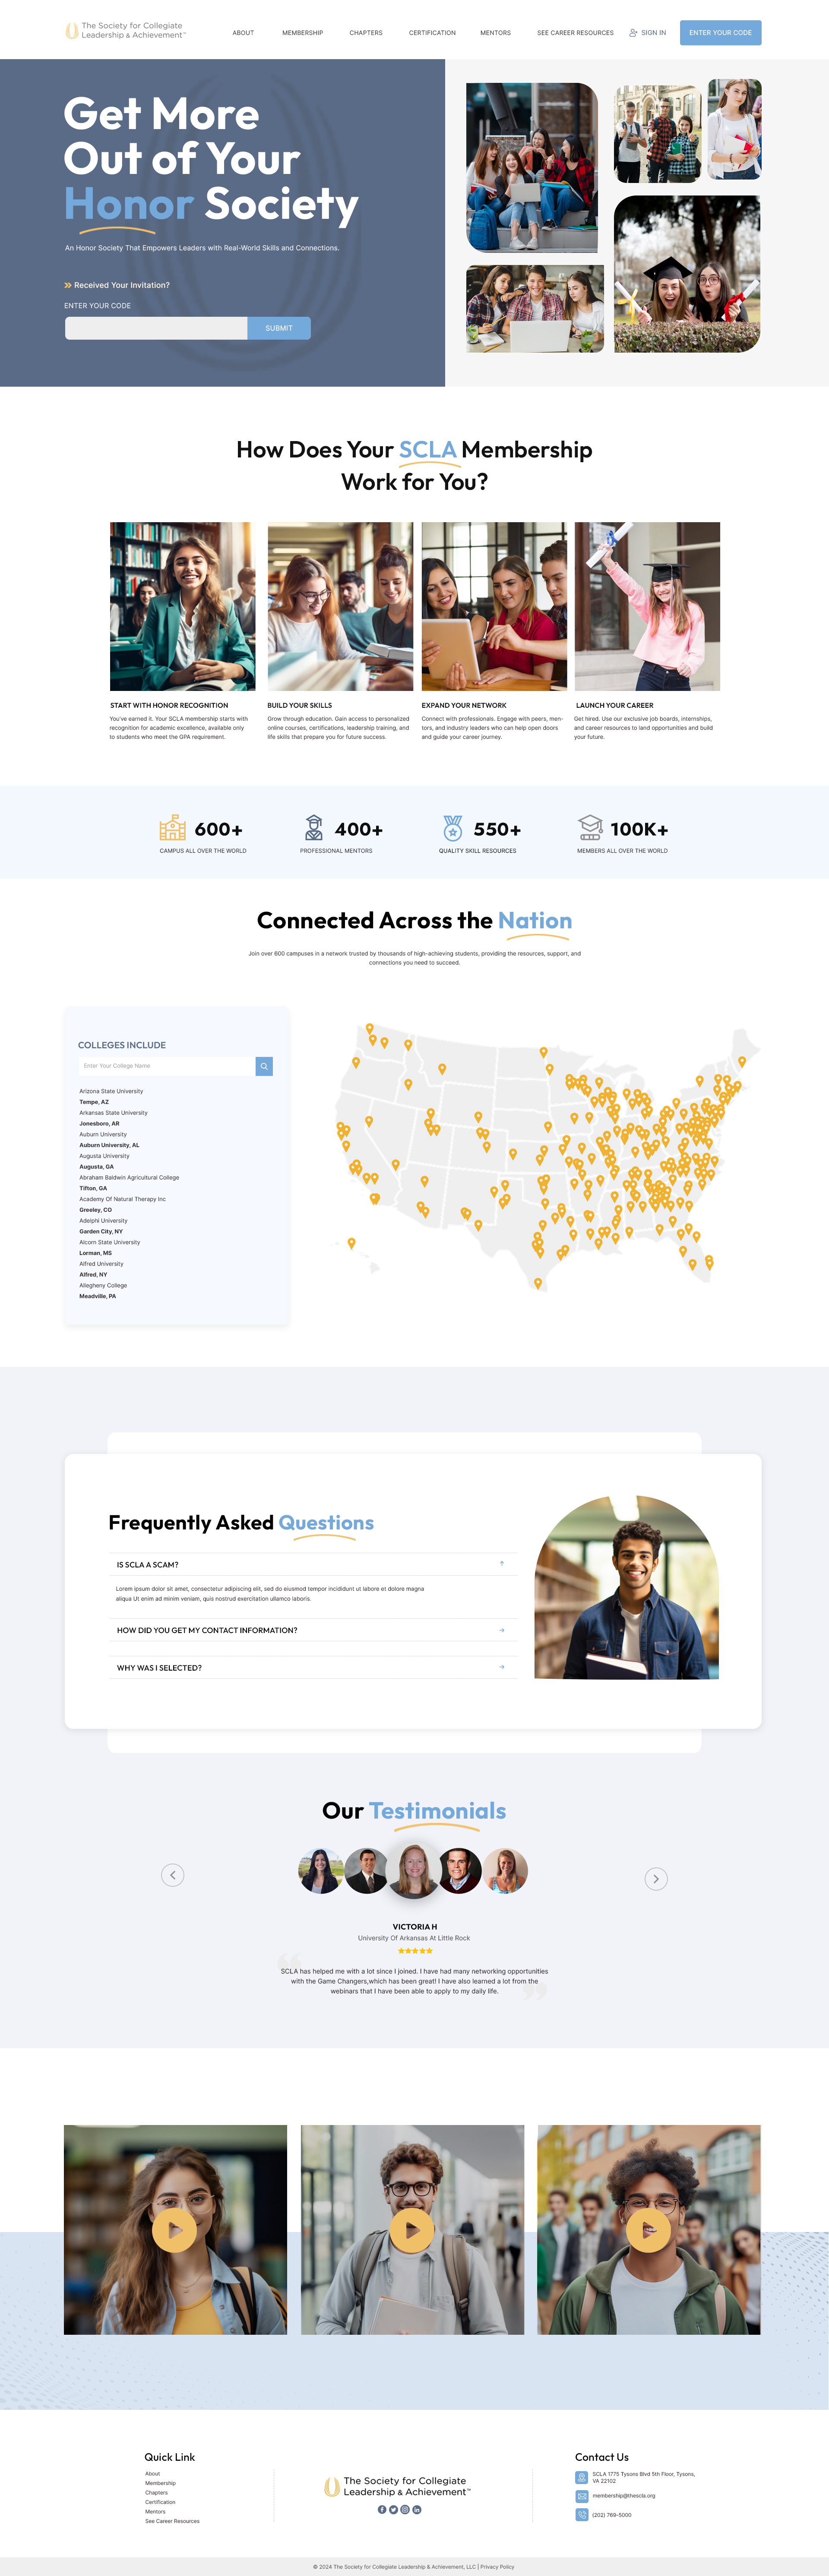 The Society for Collegiate
Leadership & Achievement™
ABOUT
MEMBERSHIP
CHAPTERS
CERTIFICATION
MENTORS
SEE CAREER RESOURCES
SIGN IN
ENTER YOUR CODE
Get More
Out of Your
Honor Society
An Honor Society That Empowers Leaders with Real-World Skills and Connections.
Received Your Invitation?
ENTER YOUR CODE
SUBMIT
How Does Your SCLA Membership
Work for You?
START WITH HONOR RECOGNITION
You've earned it. Your SCLA membership starts with
recognition for academic excellence, available only
to students who meet the GPA requirement.
BUILD YOUR SKILLS
Grow through education. Gain access to personalized
online courses, certifications, leadership training, and
life skills that prepare you for future success.
EXPAND YOUR NETWORK
Connect with professionals. Engage with peers, men-
tors, and industry leaders who can help open doors
and guide your career journey.
LAUNCH YOUR CAREER
Get hired. Use our exclusive job boards, internships,
and career resources to land opportunities and build
your future.
600+
CAMPUS ALL OVER THE WORLD
400+
PROFESSIONAL MENTORS
550+
QUALITY SKILL RESOURCES
100K+
MEMBERS ALL OVER THE WORLD
Connected Across the Nation
Join over 600 campuses in a network trusted by thousands of high-achieving students, providing the resources, support, and
connections you need to succeed.
COLLEGES INCLUDE
Enter Your College Name
Arizona State University
Tempe, AZ
Arkansas State University
Jonesboro, AR
Auburn University
Auburn University, AL
Augusta University
Augusta, GA
Abraham Baldwin Agricultural College
Tifton, GA
Academy Of Natural Therapy Inc
Greeley, CO
Adelphi University
Garden City, NY
Alcorn State University
Lorman, MS
Alfred University
Alfred, NY
Allegheny College
Meadville, PA
Frequently Asked Questions
IS SCLA A SCAM?
Lorem ipsum dolor sit amet, consectetur adipiscing elit, sed do eiusmod tempor incididunt ut labore et dolore magna
aliqua Ut enim ad minim veniam, quis nostrud exercitation ullamco laboris.
HOW DID YOU GET MY CONTACT INFORMATION?
WHY WAS I SELECTED?
Our Testimonials
VICTORIA H
University Of Arkansas At Little Rock
SCLA has helped me with a lot since I joined. I have had many networking opportunities
with the Game Changers,which has been great! I have also learned a lot from the
webinars that I have been able to apply to my daily life.
Quick Link
About
Membership
Chapters
Certification
Mentors
See Career Resources
The Society for Collegiate
Leadership & Achievement™
Contact Us
SCLA 1775 Tysons Blvd 5th Floor, Tysons,
VA 22102
membership@thescla.org
(202) 769-5000
© 2024 The Society for Collegiate Leadership & Achievement, LLC | Privacy Policy